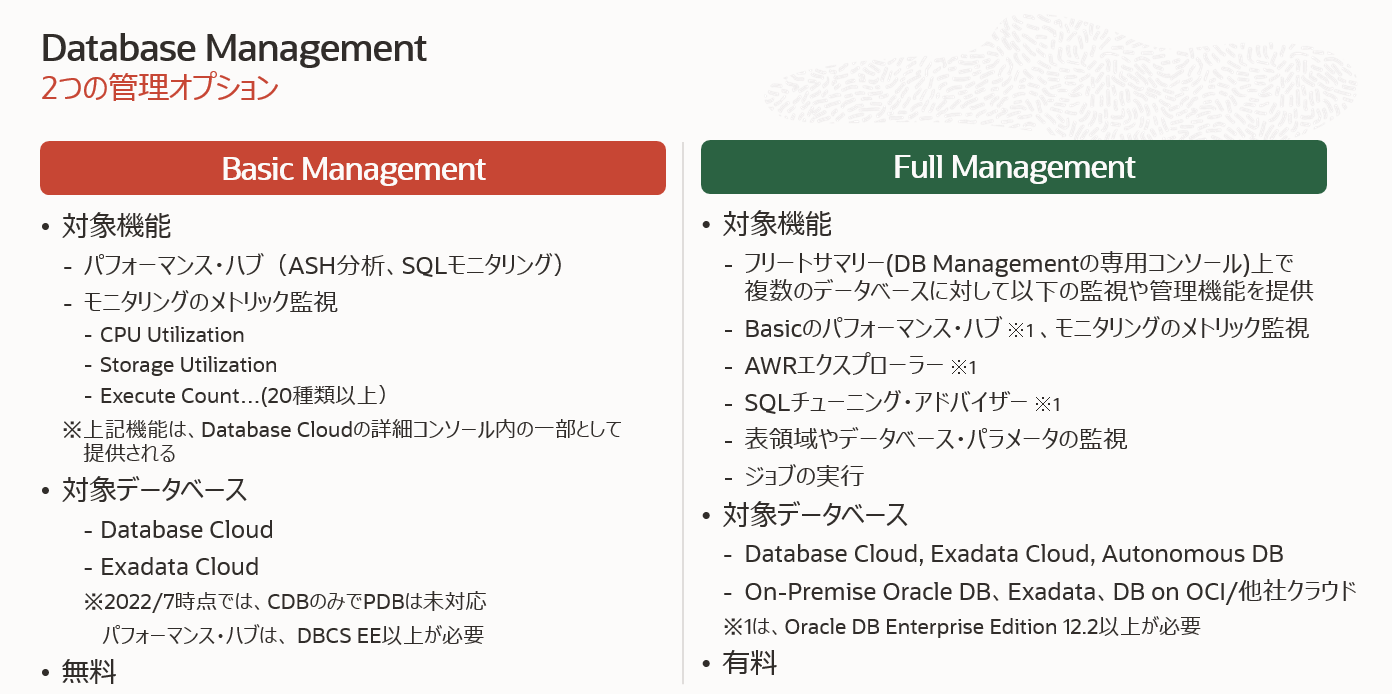 Database Management
2つの管理オプション
Basic Management
• 対象機能
- パフォーマンス・ハブ（ASH分析、SQLモニタリング）
- モニタリングのメトリック監視
- CPU Utilization
- Storage Utilization
- Execute Count…(20種類以上）
※上記機能は、Database Cloudの詳細コンソール内の一部として
提供される
• 対象データベース
- Database Cloud
- Exadata Cloud
※2022/7時点では、CDBのみでPDBは未対応
パフォーマンス・ハブは、DBCS EE以上が必要
• 無料
Full Management
• 対象機能
- フリートサマリー(DB Managementの専用コンソール)上で
複数のデータベースに対して以下の監視や管理機能を提供
- Basicのパフォーマンス・ハブ ※1 、モニタリングのメトリック監視
- AWRエクスプローラー ※1
- SQLチューニング・アドバイザー ※1
- 表領域やデータベース・パラメータの監視
- ジョブの実行
• 対象データベース
- Database Cloud, Exadata Cloud, Autonomous DB
- On-Premise Oracle DB、Exadata、DB on OCI/他社クラウド
※1は、Oracle DB Enterprise Edition 12.2以上が必要
• 有料